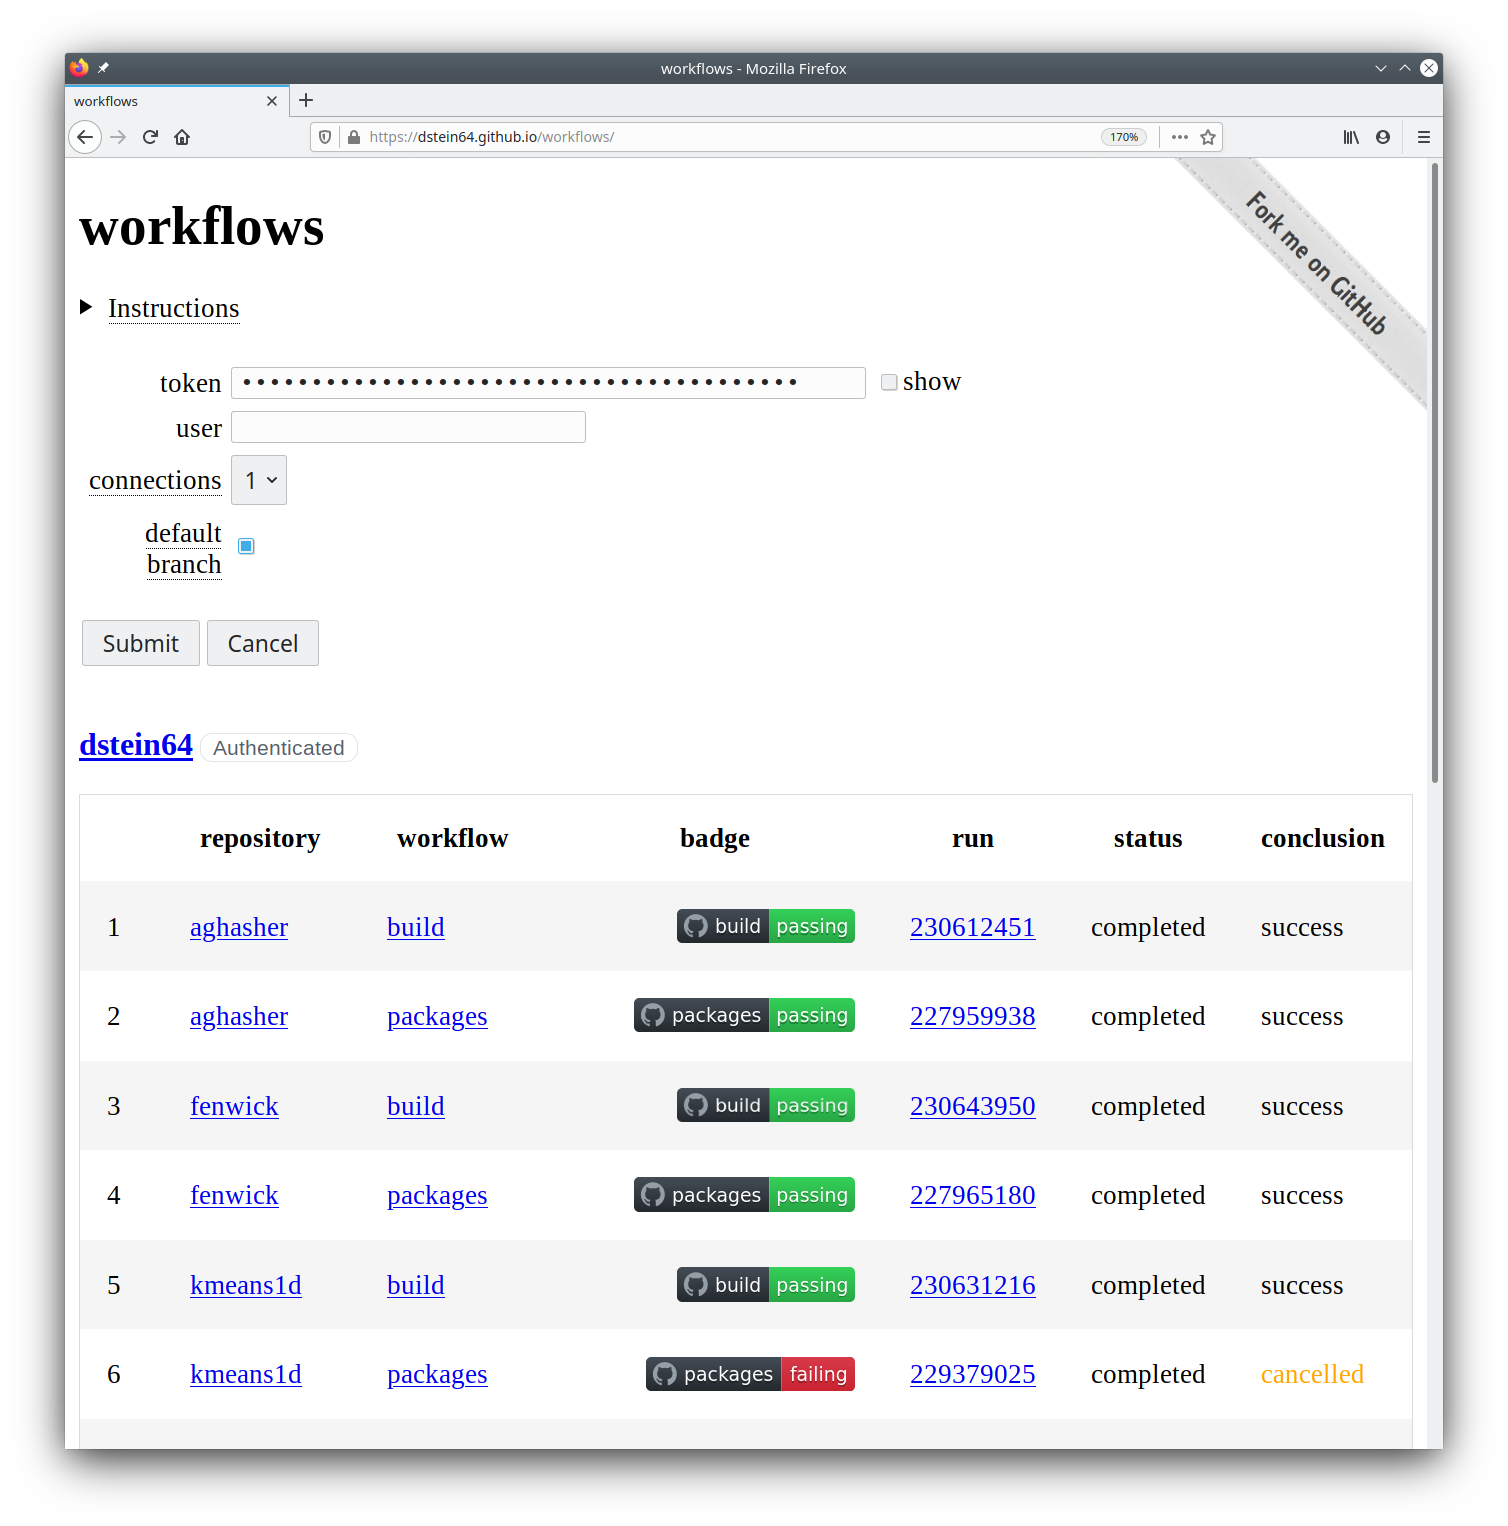 workflows - Mozilla Firefox
workflows
https://dstein64.github.io/workflows/ 170%
Fork me on GitHub
workflows
Instructions
token •••••••••••••••••••••••••••••••••••••••• show
user
connections 1
default
branch
Submit Cancel
dstein64 Authenticated
repository workflow badge run status conclusion
1 aghasher build build passing 230612451 completed success
2 aghasher packages packages passing 227959938 completed success
3 fenwick build build passing 230643950 completed success
4 fenwick packages packages passing 227965180 completed success
5 kmeans1d build build passing 230631216 completed success
6 kmeans1d packages packages failing 229379025 completed cancelled